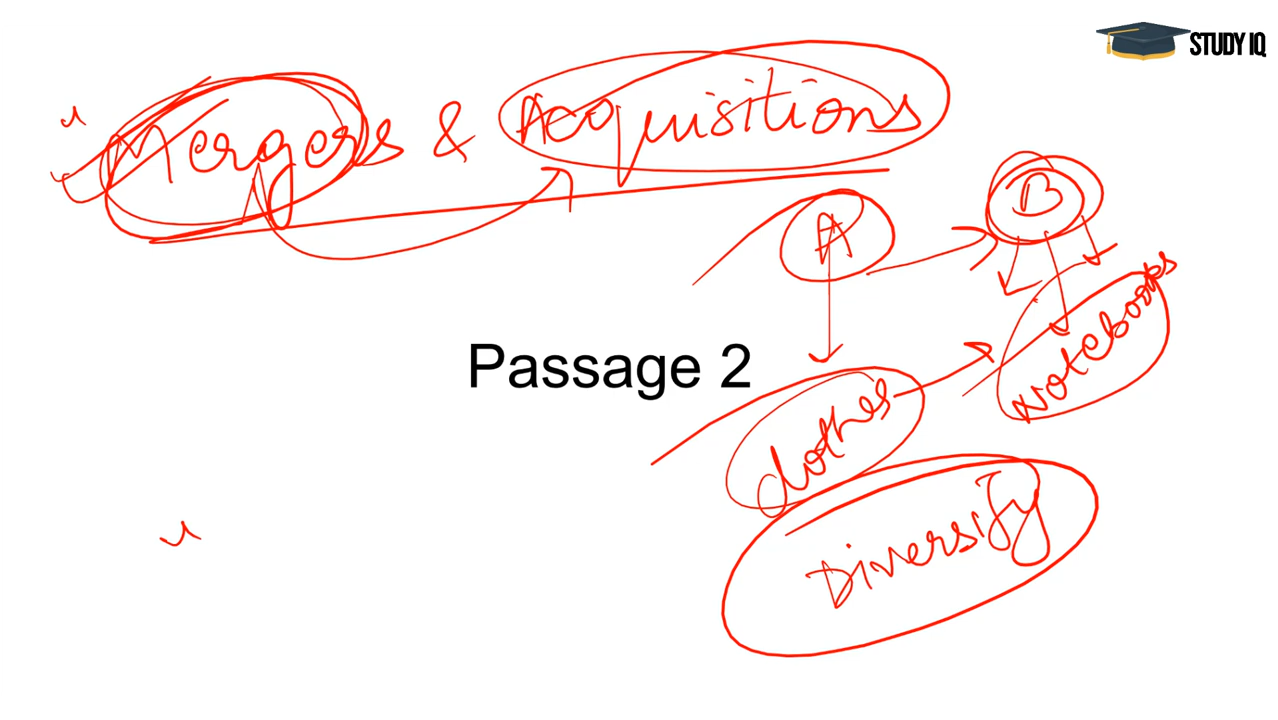 STUDY IQ
Mergers & Acquisitions
A
B
Passage 2
Notebooks
clothes
Diversify